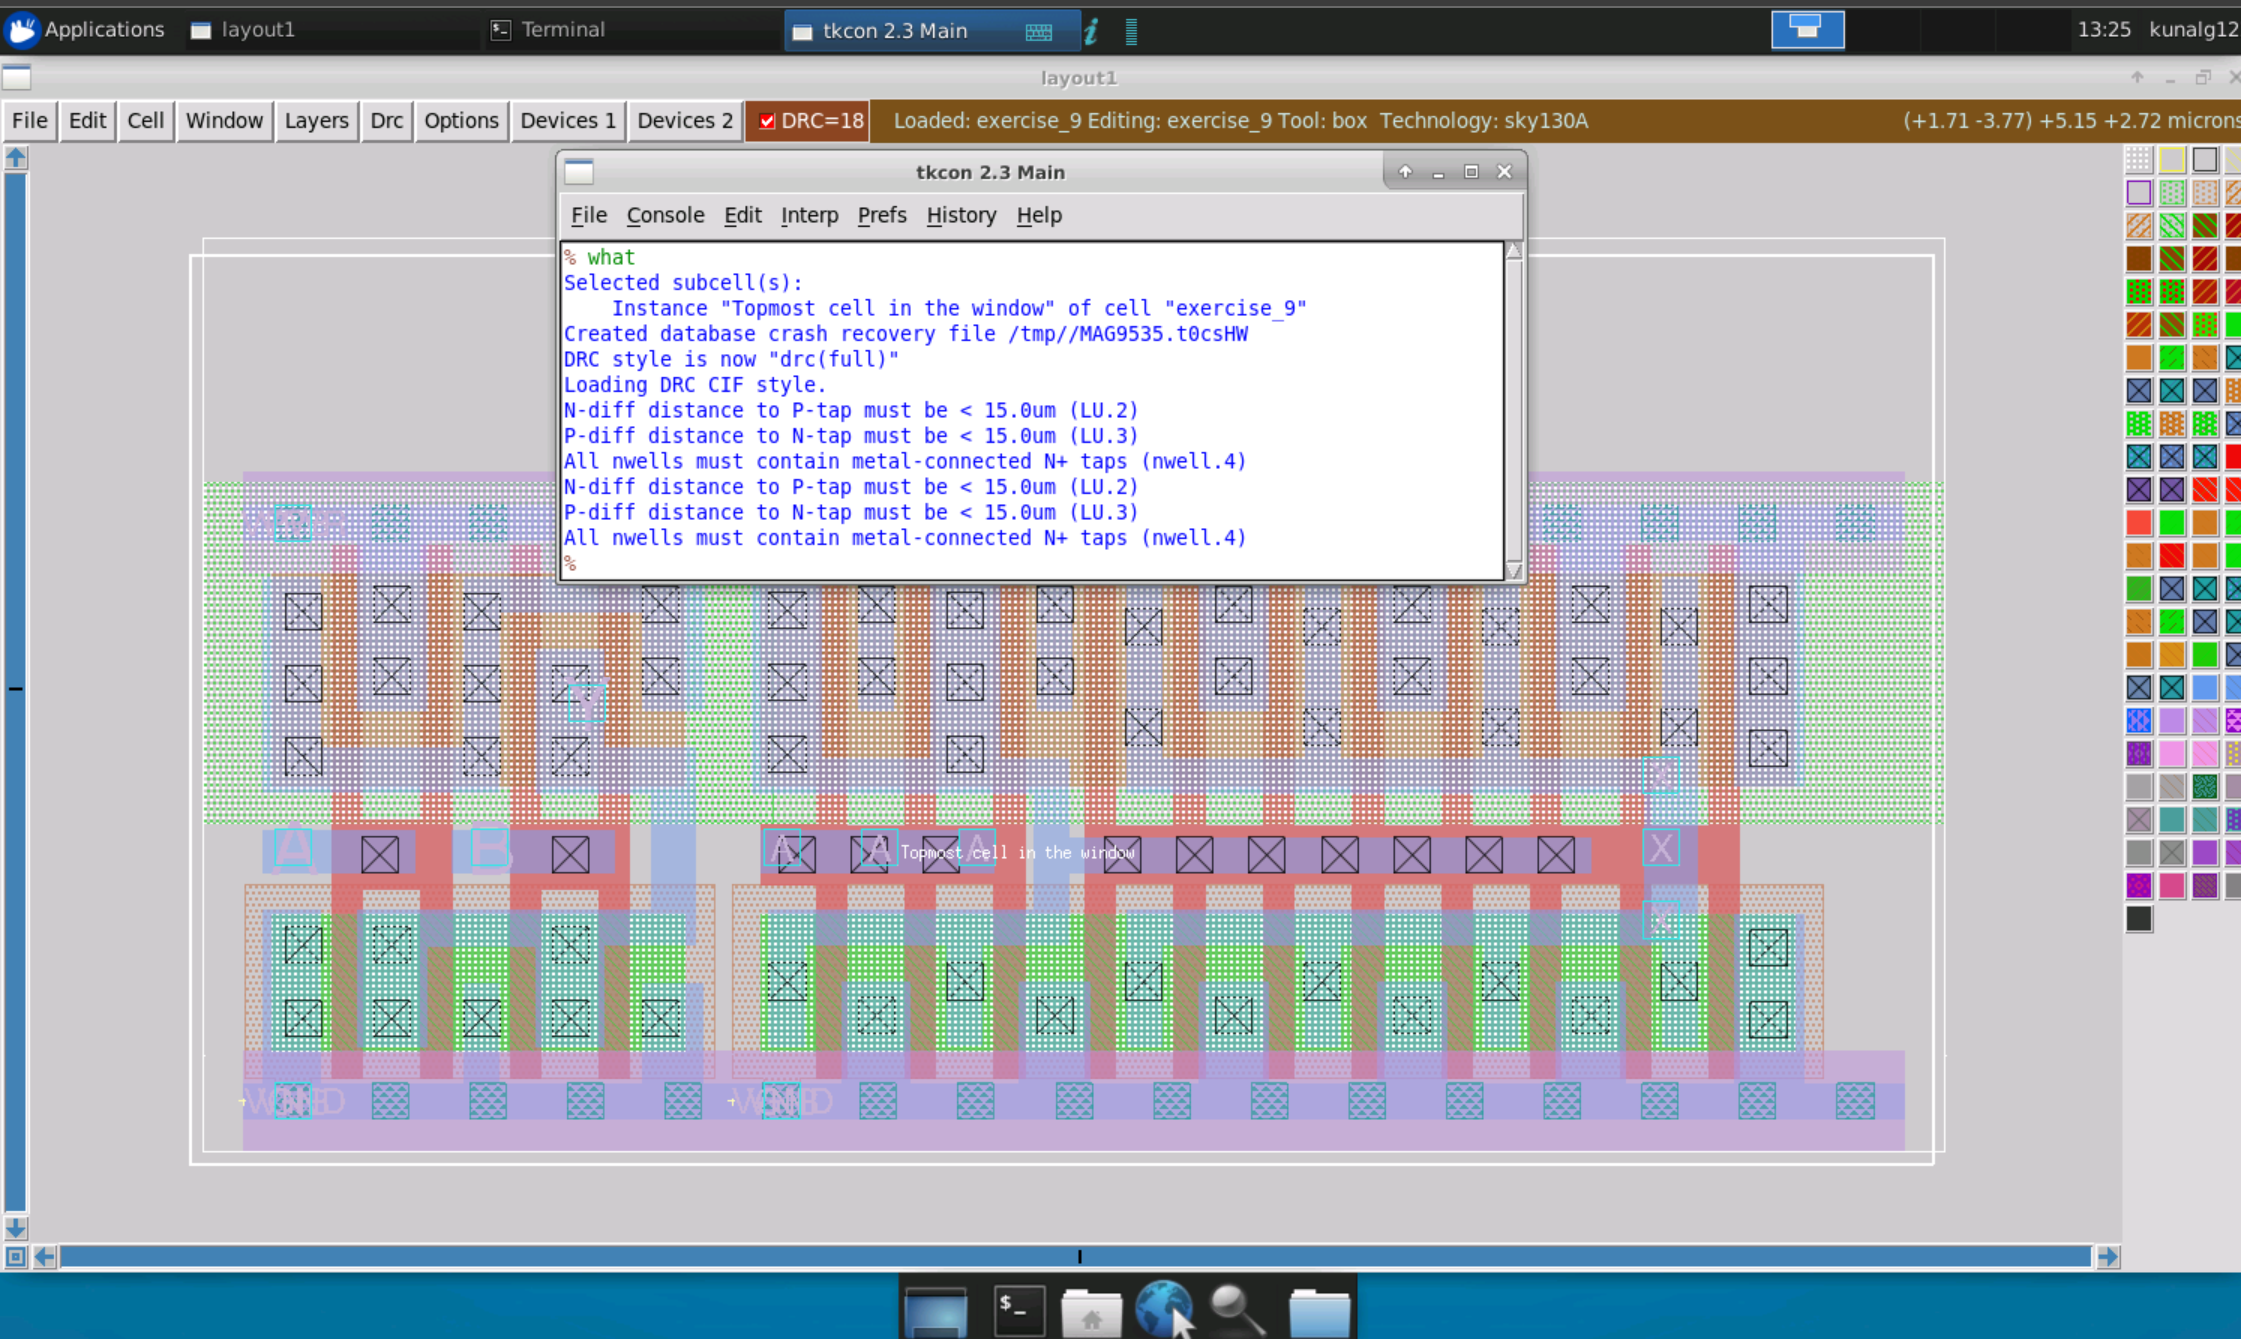 Applications layout1 Terminal tkcon 2.3 Main 13:25 kunalg12
layout1
File Edit Cell Window Layers Drc Options Devices 1 Devices 2 DRC=18 Loaded: exercise_9 Editing: exercise_9 Tool: box Technology: sky130A (+1.71 -3.77) +5.15 +2.72 microns
tkcon 2.3 Main
File Console Edit Interp Prefs History Help
% what
Selected subcell(s):
Instance "Topmost cell in the window" of cell "exercise_9"
Created database crash recovery file /tmp//MAG9535.t0csHW
DRC style is now "drc(full)"
Loading DRC CIF style.
N-diff distance to P-tap must be < 15.0um (LU.2)
P-diff distance to N-tap must be < 15.0um (LU.3)
All nwells must contain metal-connected N+ taps (nwell.4)
N-diff distance to P-tap must be < 15.0um (LU.2)
P-diff distance to N-tap must be < 15.0um (LU.3)
All nwells must contain metal-connected N+ taps (nwell.4)
%
Y
X
A B A A A Topmost cell in the window X
X
$_